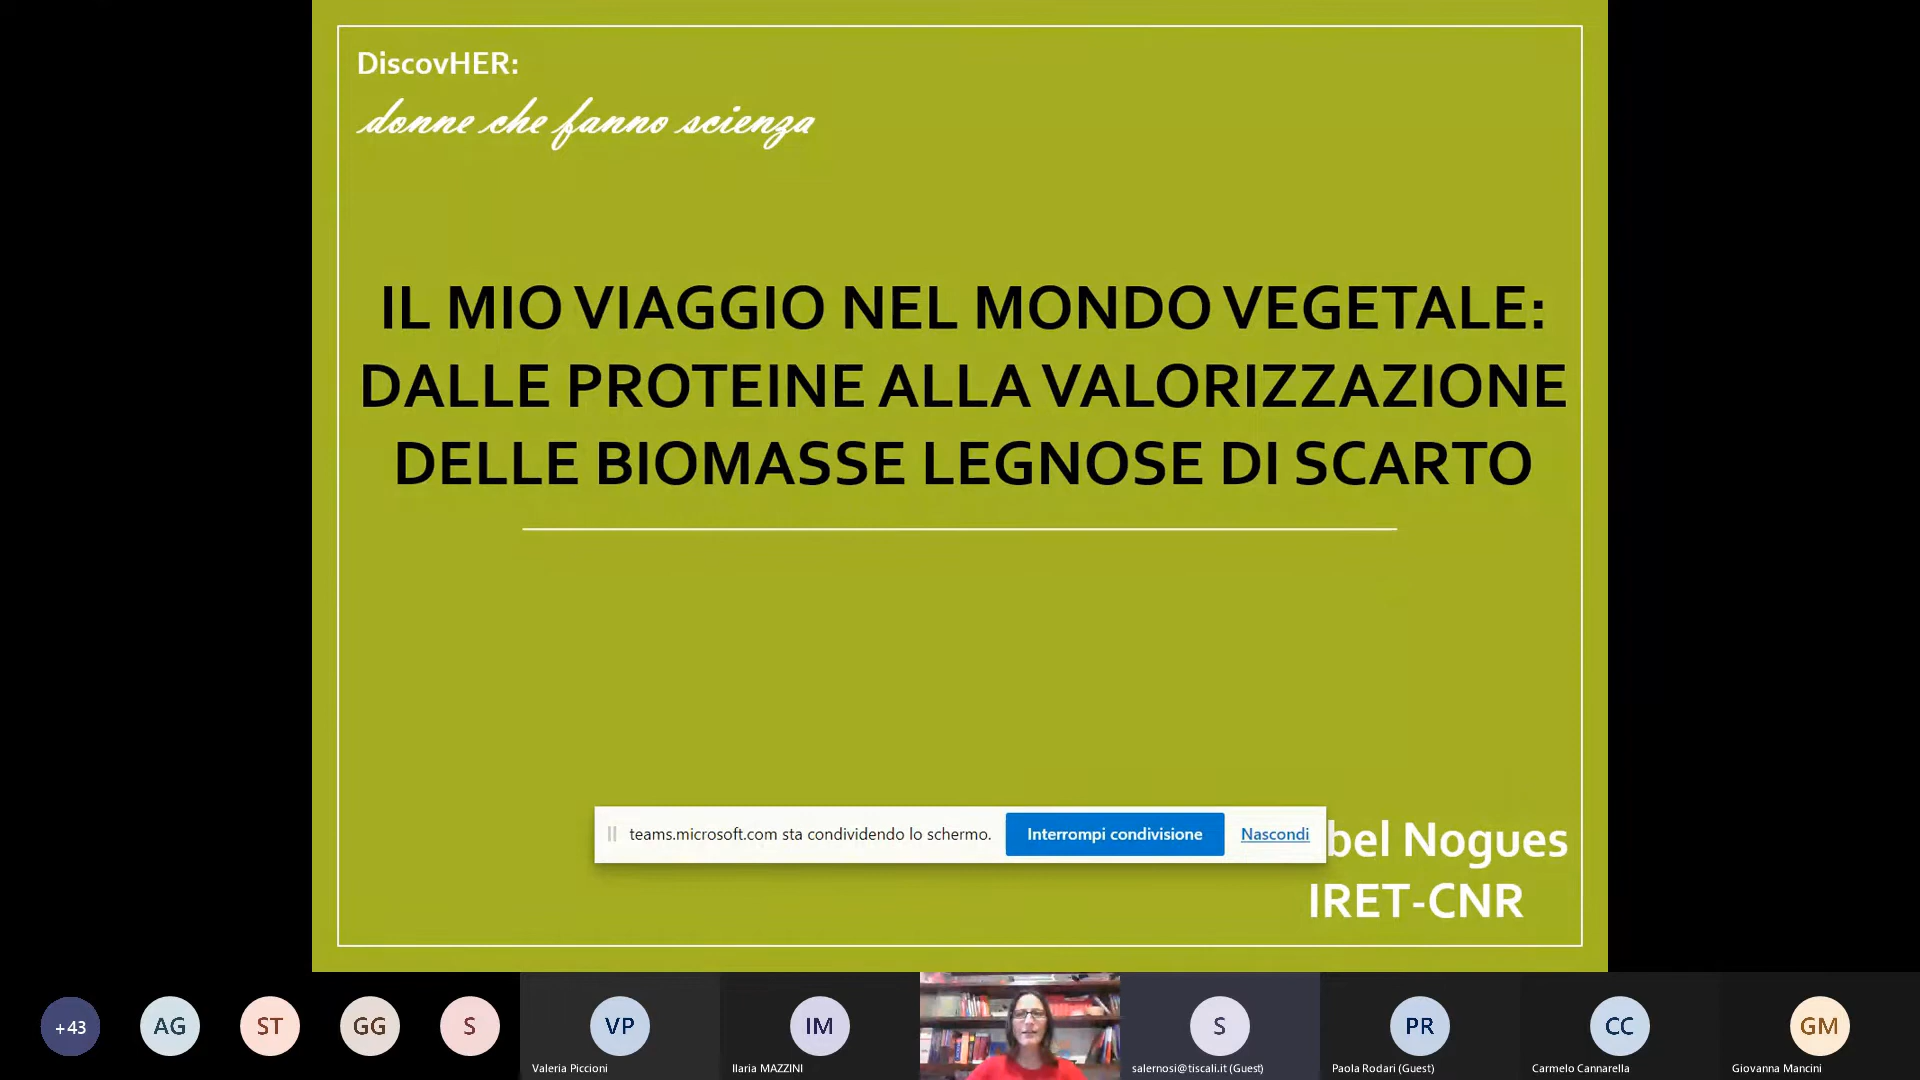 DiscovHER:
donne che fanno scienza
IL MIO VIAGGIO NEL MONDO VEGETALE:
DALLE PROTEINE ALLA VALORIZZAZIONE
DELLE BIOMASSE LEGNOSE DI SCARTO
teams.microsoft.com sta condividendo lo schermo.
Interrompi condivisione
Nascondi
bel Nogues
IRET-CNR
+43
AG
ST
GG
S
VP
Valeria Piccioni
IM
Ilaria MAZZINI
S
salernosi@tiscali.it (Guest)
PR
Paola Rodari (Guest)
CC
Carmelo Cannarella
GM
Giovanna Mancini